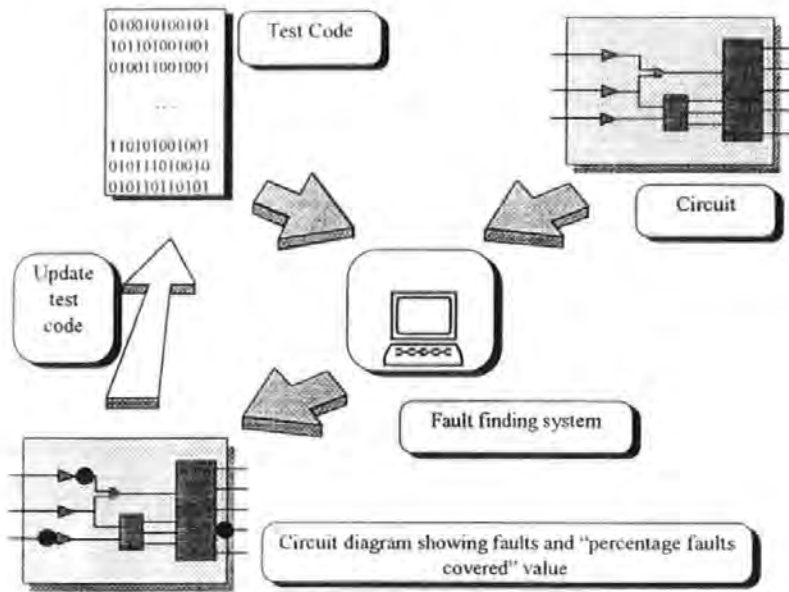 010010100101
101101001001
010011001001
...
110101001001
010111010010
010110110101
Test Code
Circuit
Update
test
code
Fault finding system
Circuit diagram showing faults and “percentage faults
covered” value